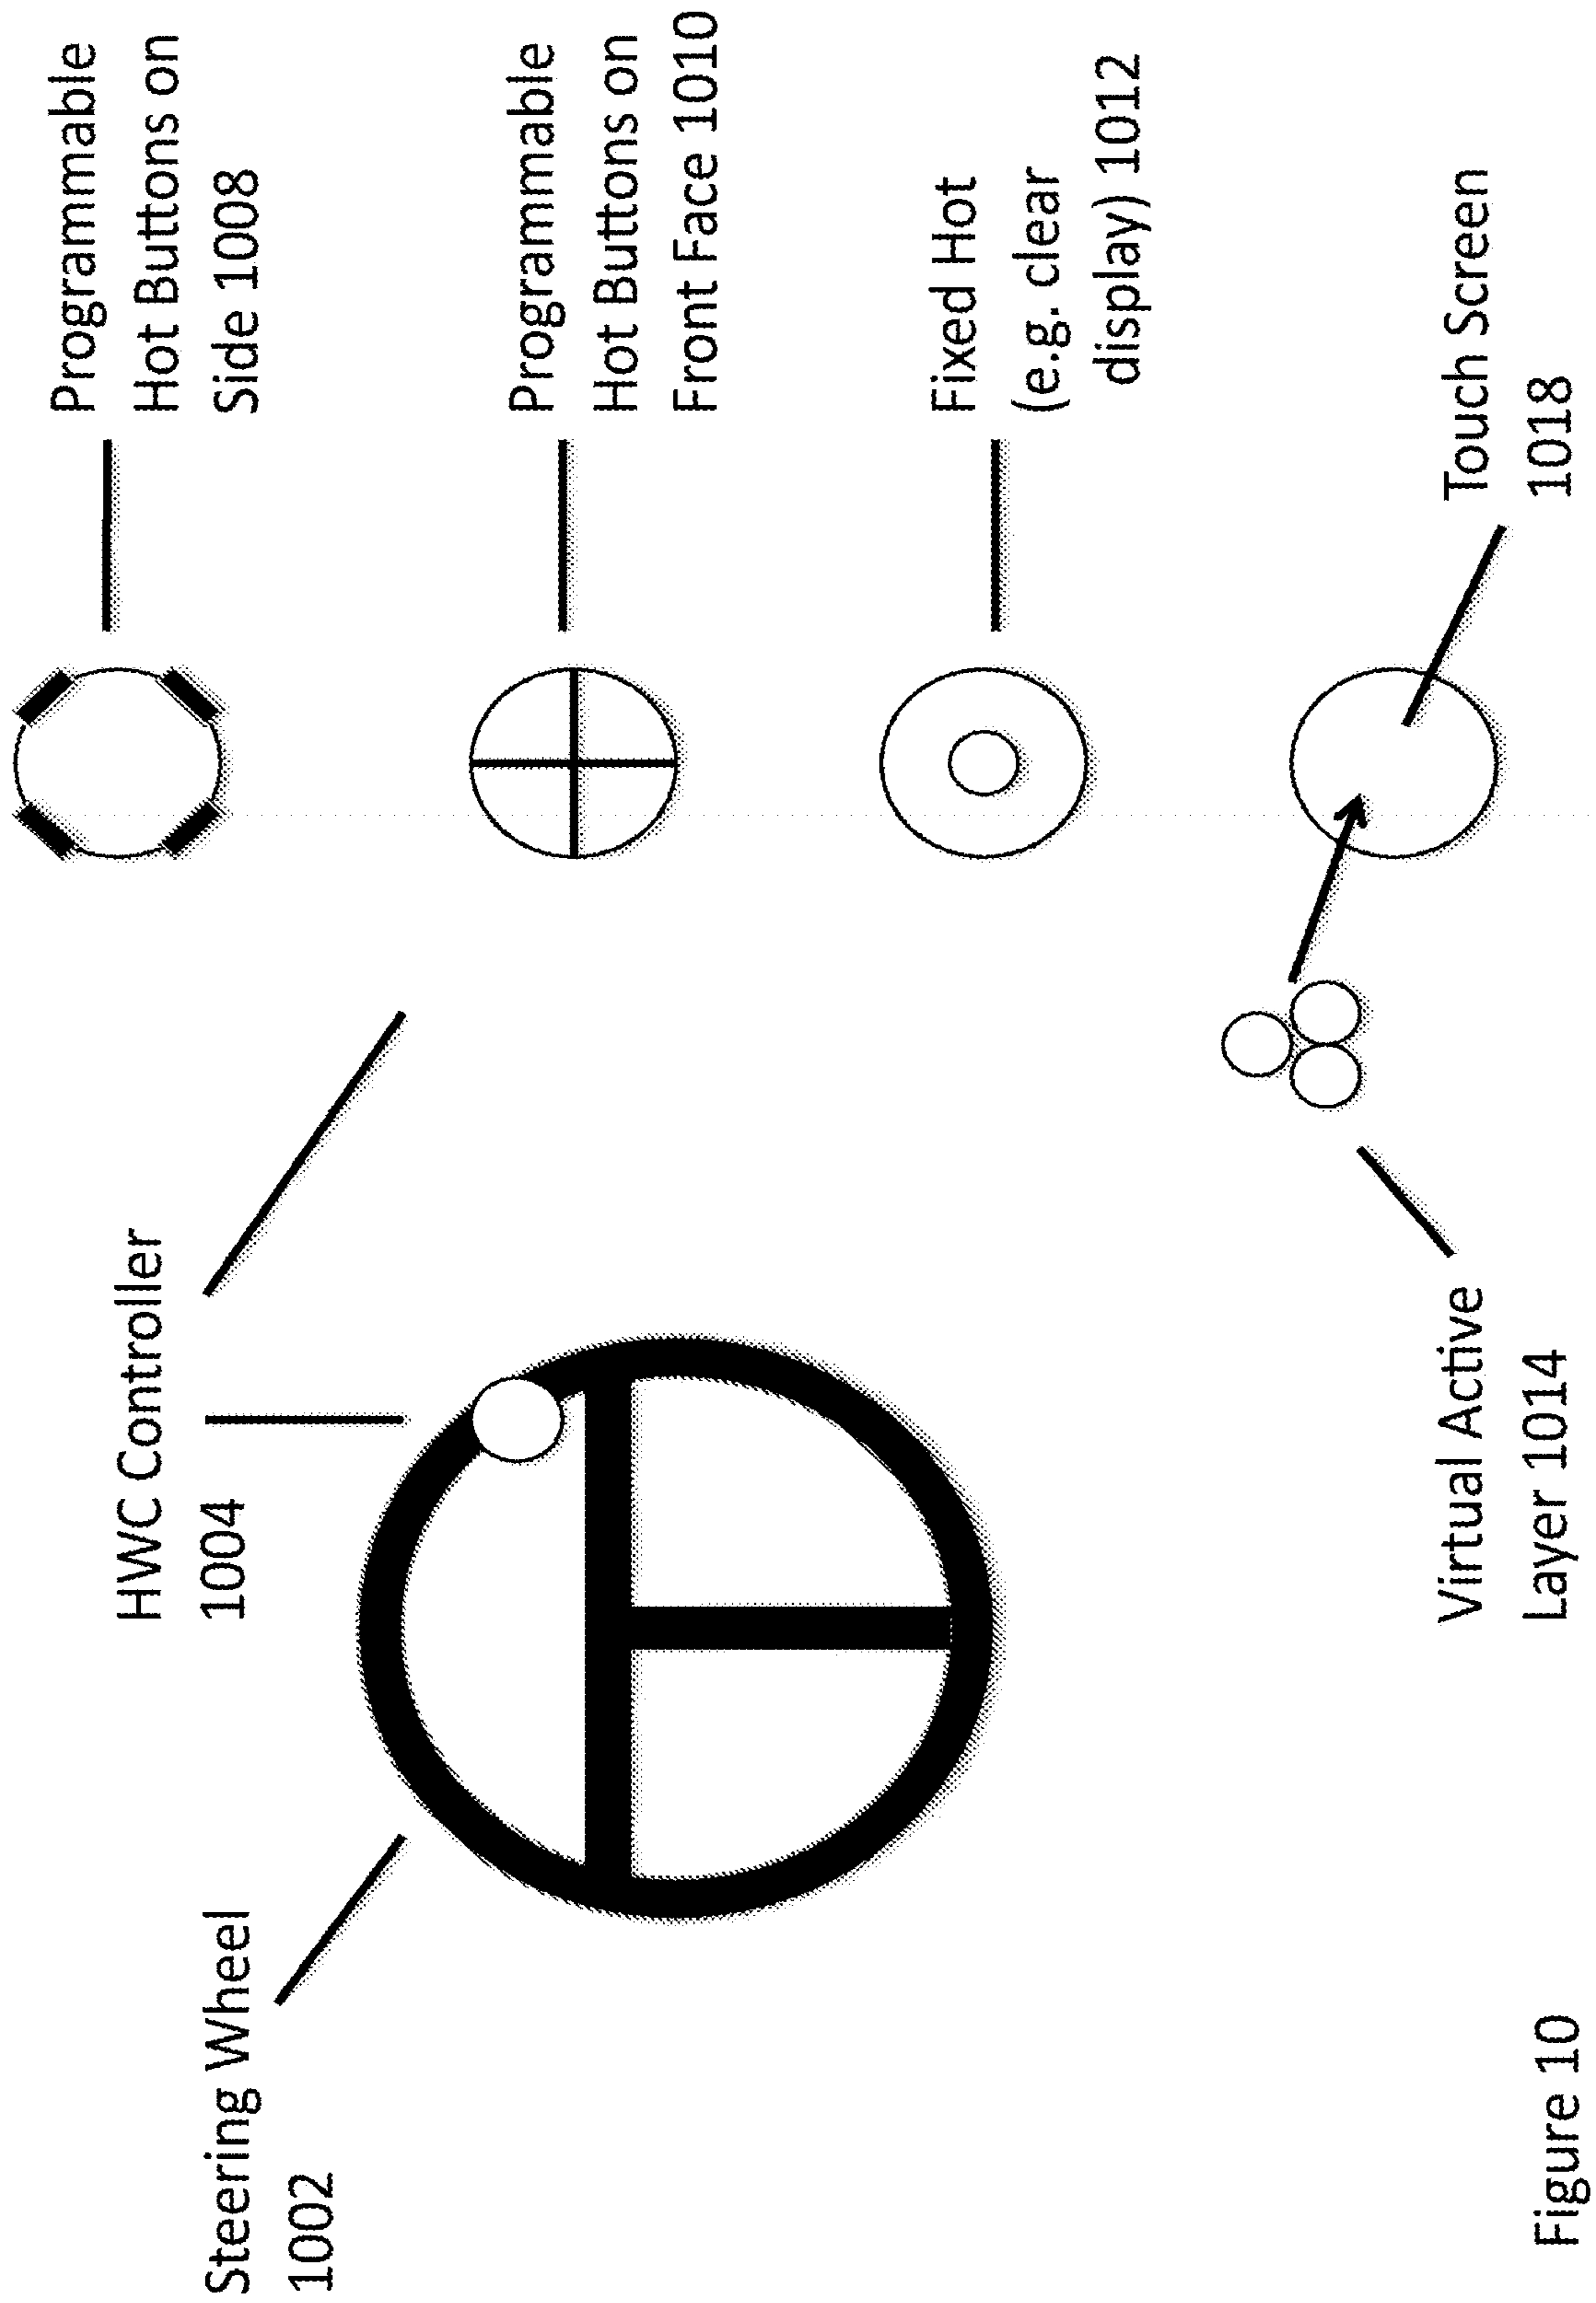 Steering Wheel
1002
HWC Controller
1004
Programmable
Hot Buttons on
Side 1008
Programmable
Hot Buttons on
Front Face 1010
Fixed Hot
(e.g. clear
display) 1012
Touch Screen
1018
Virtual Active
Layer 1014
Figure 10